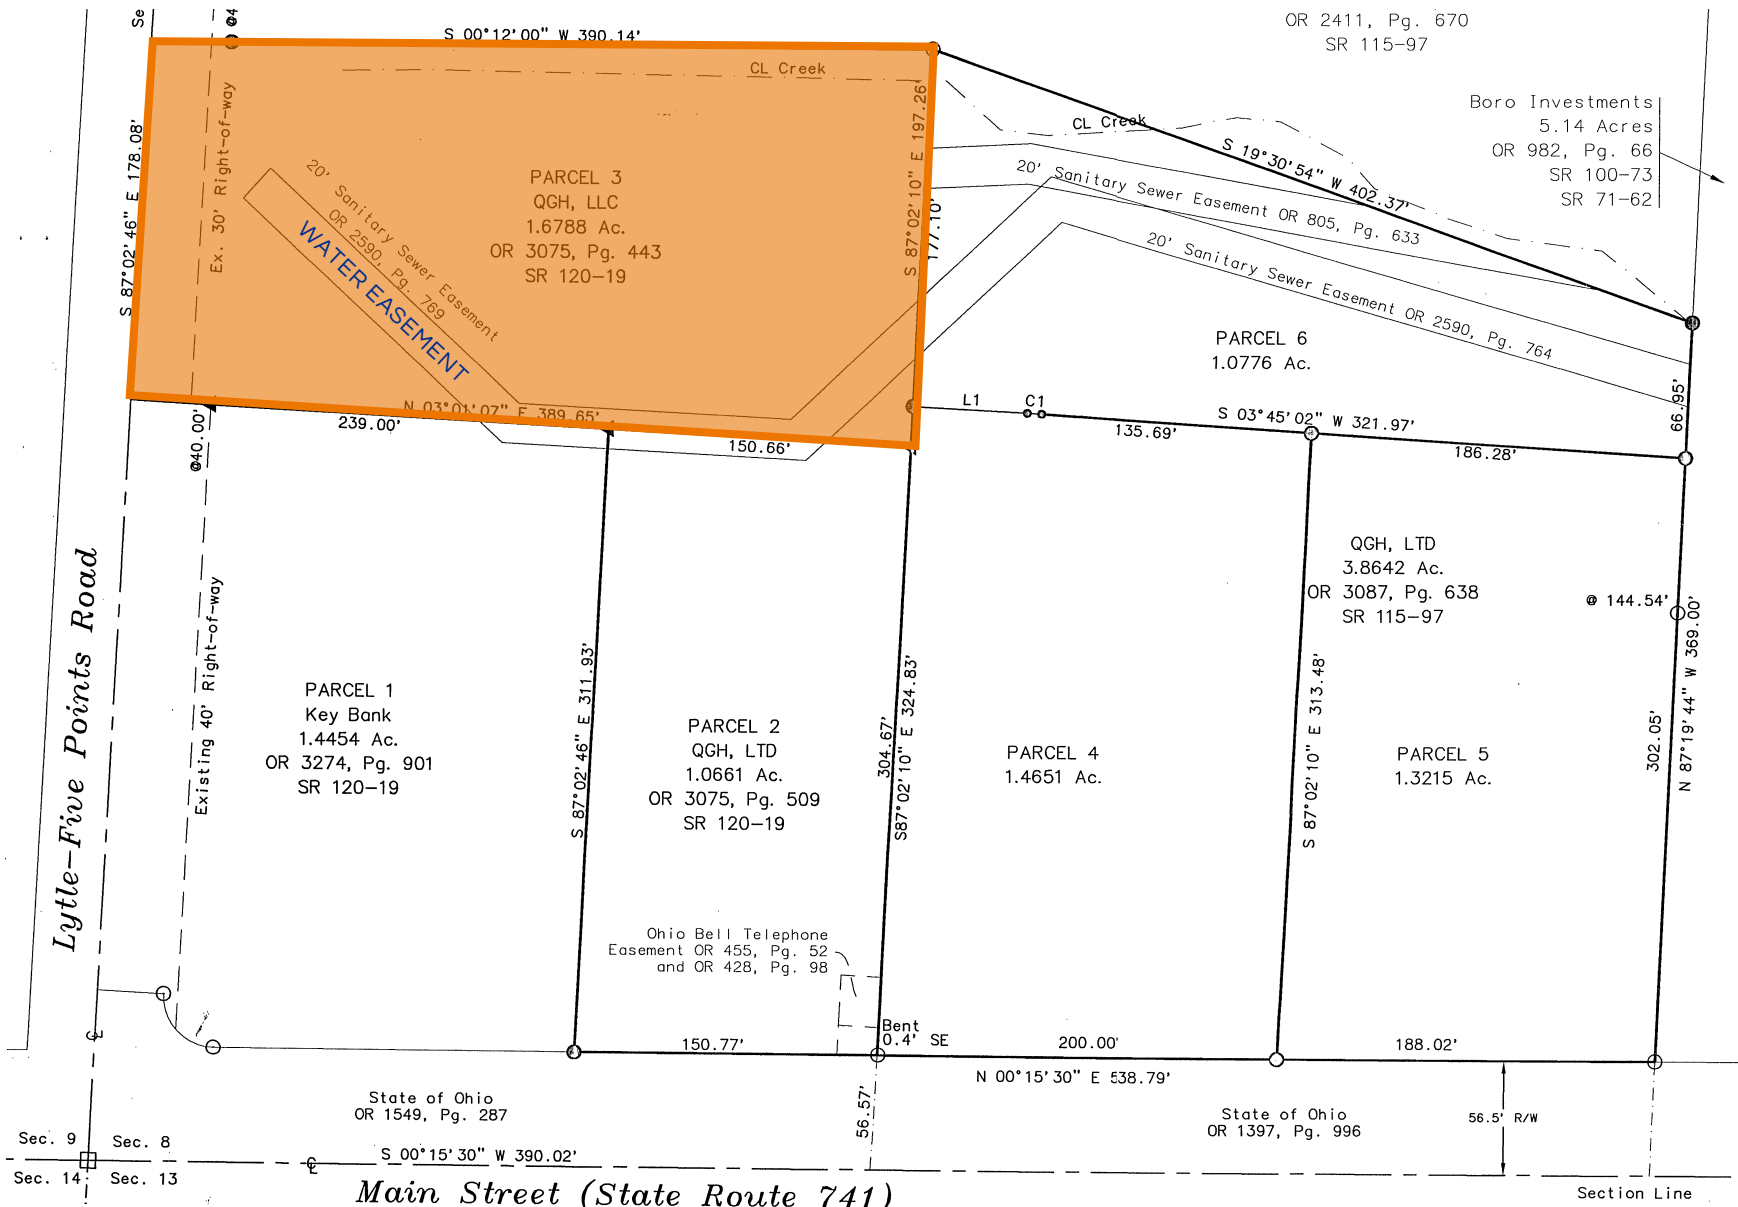 Se
@4
S 00°12'00" W 390.14'
CL Creek
OR 2411, Pg. 670
SR 115-97
Boro Investments
5.14 Acres
OR 982, Pg. 66
SR 100-73
SR 71-62
CL Creek
S 19°30'54" W 402.37'
S 87°02'46" E 178.08'
Ex. 30' Right-of-way
20' Sanitary Sewer Easement
OR 2590, Pg. 769
WATER EASEMENT
PARCEL 3
QGH, LLC
1.6788 Ac.
OR 3075, Pg. 443
SR 120-19
S 87°02'10" E 197.26'
177.10'
20' Sanitary Sewer Easement OR 805, Pg. 633
20' Sanitary Sewer Easement OR 2590, Pg. 764
PARCEL 6
1.0776 Ac.
66.95'
N 03°01'07" E 389.65'
239.00'
150.66'
@40.00'
L1
C1
S 03°45'02" W 321.97'
135.69'
186.28'
QGH, LTD
3.8642 Ac.
OR 3087, Pg. 638
SR 115-97
@ 144.54'
N 87°19'44" W 369.00'
302.05'
Lytle-Five Points Road
Existing 40' Right-of-way
PARCEL 1
Key Bank
1.4454 Ac.
OR 3274, Pg. 901
SR 120-19
S 87°02'46" E 311.93'
PARCEL 2
QGH, LTD
1.0661 Ac.
OR 3075, Pg. 509
SR 120-19
304.67'
S87°02'10" E 324.83'
PARCEL 4
1.4651 Ac.
S 87°02'10" E 313.48'
PARCEL 5
1.3215 Ac.
Ohio Bell Telephone
Easement OR 455, Pg. 52
and OR 428, Pg. 98
Bent
0.4' SE
150.77'
200.00'
188.02'
N 00°15'30" E 538.79'
56.57'
State of Ohio
OR 1549, Pg. 287
State of Ohio
OR 1397, Pg. 996
56.5' R/W
Sec. 9
Sec. 8
Sec. 14
Sec. 13
S 00°15'30" W 390.02'
Main Street (State Route 741)
Section Line